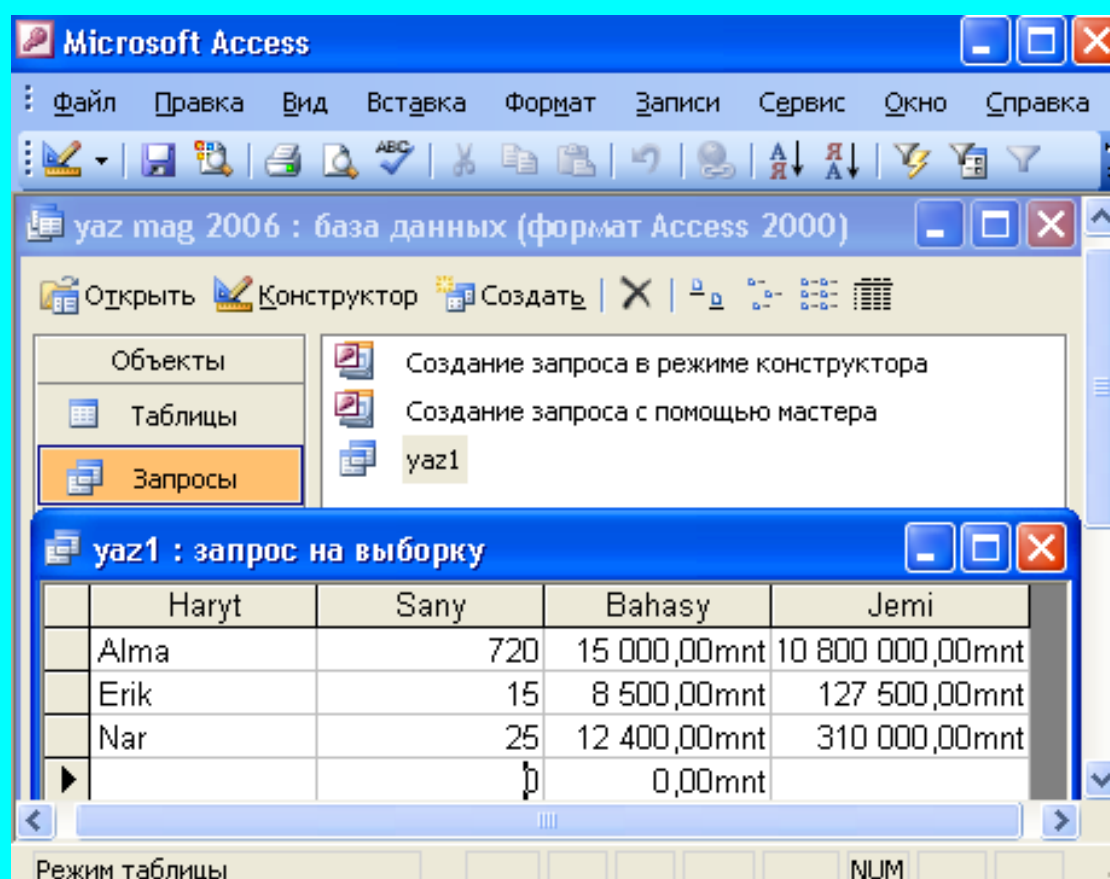 Microsoft Access
Файл Правка Вид Вставка Формат Записи Сервис Окно Справка
ABC АЯ ЯА
yaz mag 2006 : база данных (формат Access 2000)
Открыть Конструктор Создать
Объекты
Таблицы
Запросы
Создание запроса в режиме конструктора
Создание запроса с помощью мастера
yaz1
yaz1 : запрос на выборку
Haryt Sany Bahasy Jemi
Alma 720 15 000,00mnt 10 800 000,00mnt
Erik 15 8 500,00mnt 127 500,00mnt
Nar 25 12 400,00mnt 310 000,00mnt
0 0,00mnt
Режим таблицы NUM